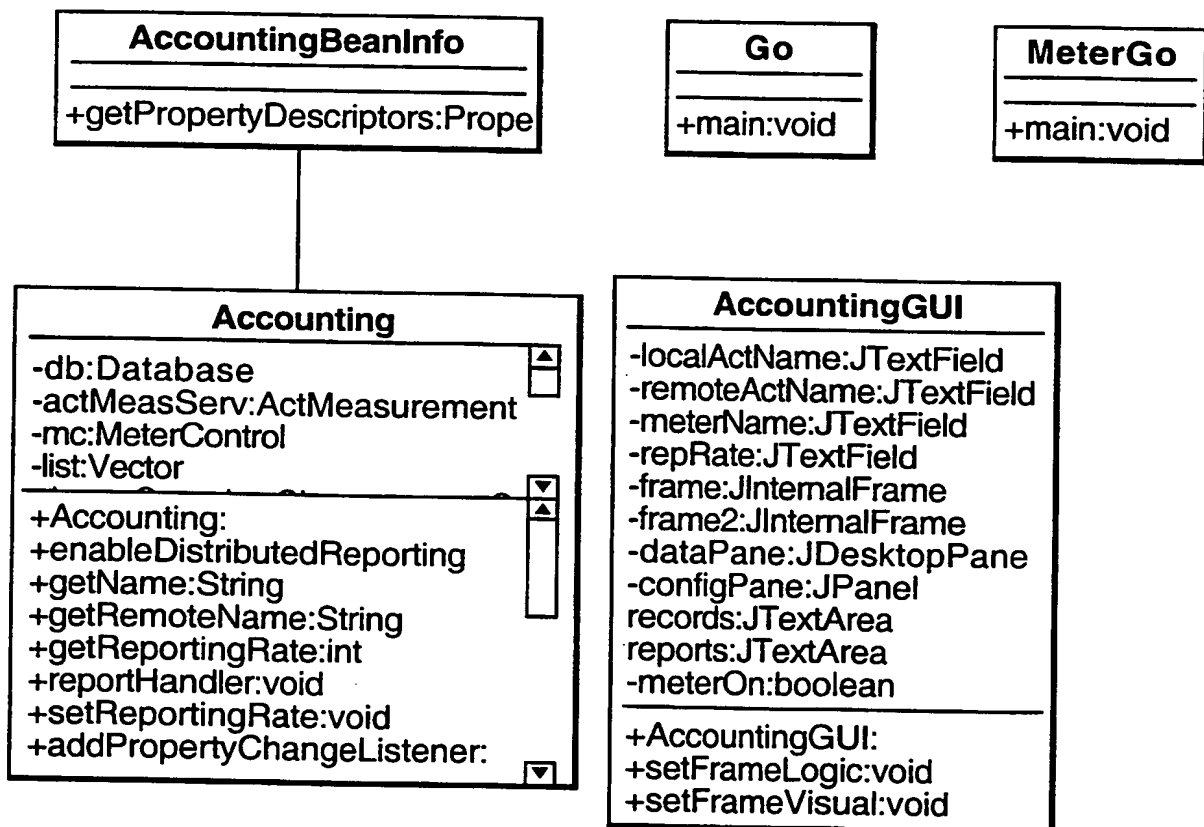 AccountingBeanInfo
+getPropertyDescriptors:Prope
Go
+main:void
MeterGo
+main:void
Accounting
-db:Database
-actMeasServ:ActMeasurement
-mc:MeterControl
-list:Vector
+Accounting:
+enableDistributedReporting
+getName:String
+getRemoteName:String
+getReportingRate:int
+reportHandler:void
+setReportingRate:void
+addPropertyChangeListener:
AccountingGUI
-localActName:JTextField
-remoteActName:JTextField
-meterName:JTextField
-repRate:JTextField
-frame:JInternalFrame
-frame2:JInternalFrame
-dataPane:JDesktopPane
-configPane:JPanel
records:JTextArea
reports:JTextArea
-meterOn:boolean
+AccountingGUI:
+setFrameLogic:void
+setFrameVisual:void